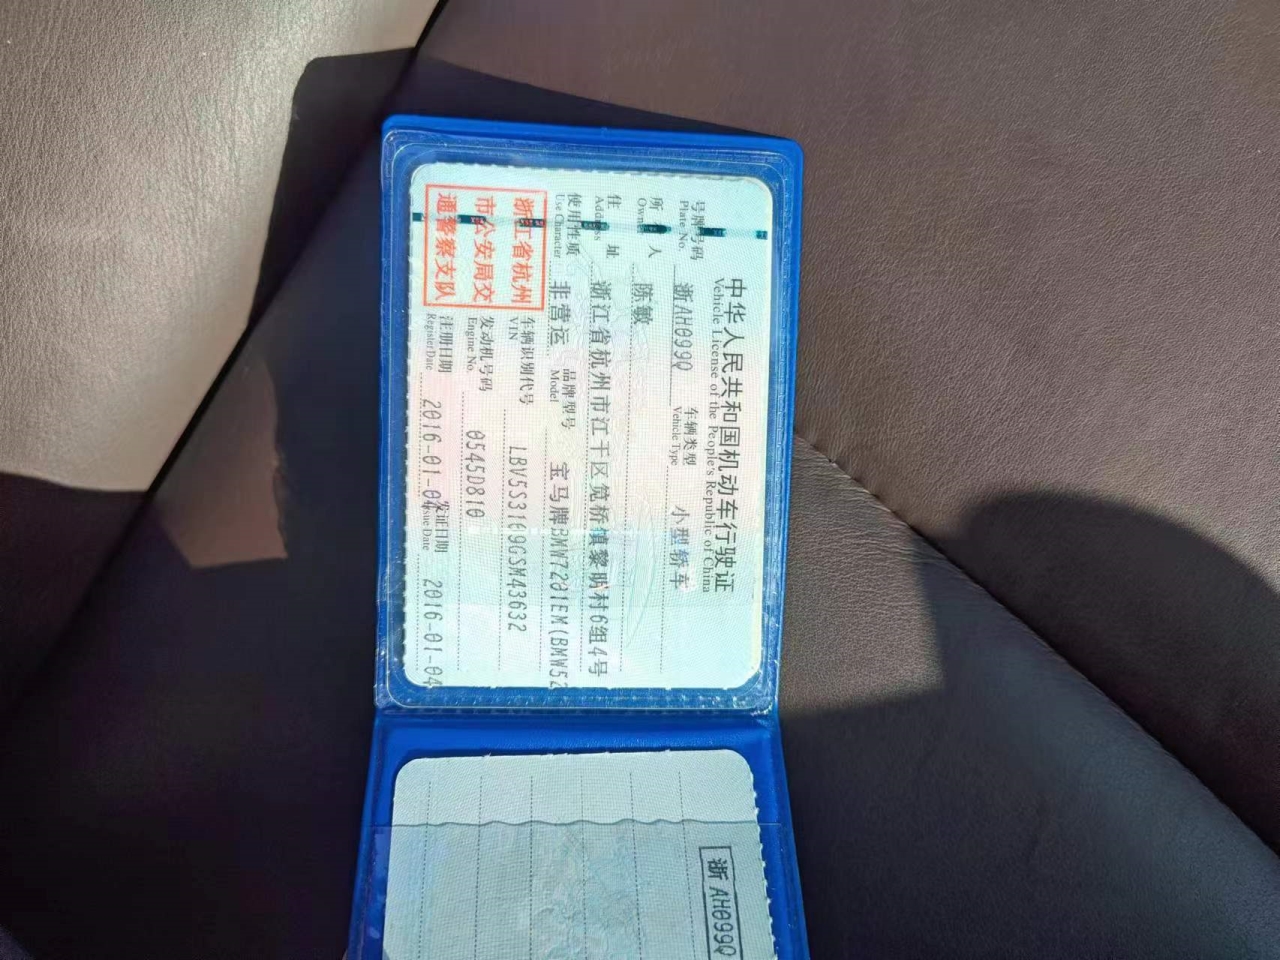 中华人民共和国机动车行驶证
Vehicle License of the People's Republic of China
号牌号码 浙AH099Q 车辆类型 小型轿车
Plate No. Vehicle Type
所有人 陈敏
Owner
住址 浙江省杭州市江干区笕桥镇黎明村6组4号
Address
使用性质 非营运 品牌型号 宝马牌BMW7201EM(BMW52
Use Character Model
浙江省杭州
市公安局交
通警察支队
车辆识别代号 LBV5S3109GSM43632
VIN
发动机号码 0545D810
Engine No.
注册日期 2016-01-04 发证日期 2016-01-04
Register Date Issue Date
浙AH099Q